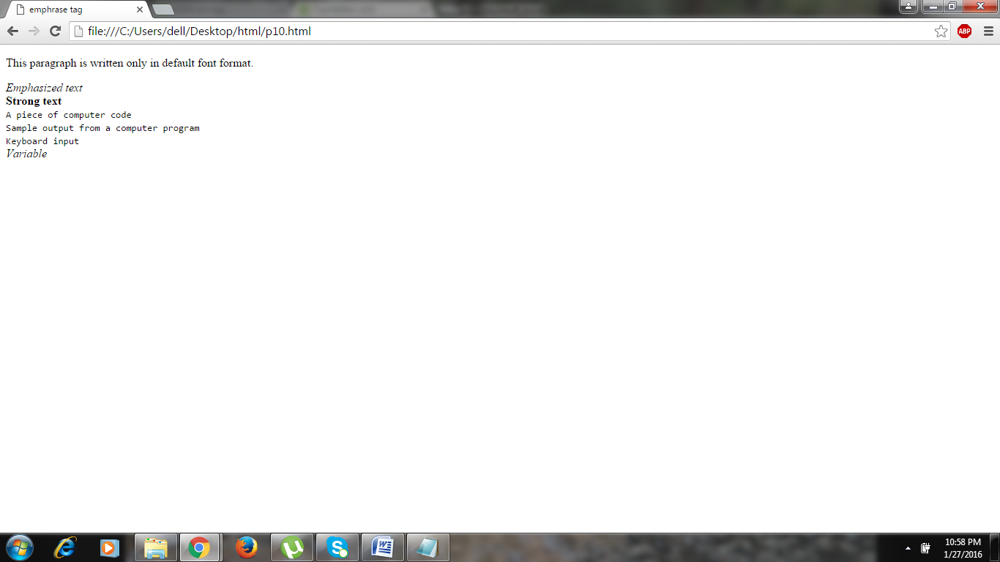 emphrase tag
file:///C:/Users/dell/Desktop/html/p10.html
ABP
This paragraph is written only in default font format.
Emphasized text
Strong text
A piece of computer code
Sample output from a computer program
Keyboard input
Variable
10:58 PM
1/27/2016